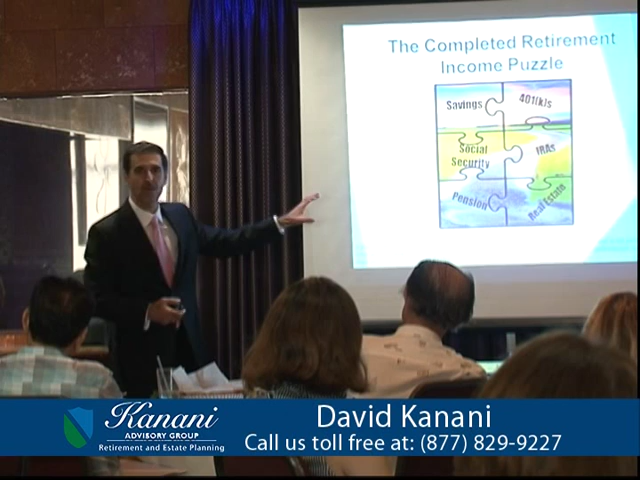 The Completed Retirement
Income Puzzle
Savings
401(k)s
Social
Security
IRAs
Pension
Real Estate
Kanani
ADVISORY GROUP
Retirement and Estate Planning
David Kanani
Call us toll free at: (877) 829-9227